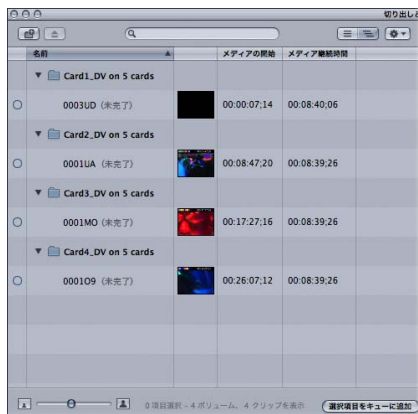 切り出しと
名前 メディアの開始 メディア継続時間
Card1_DV on 5 cards
0003UD (未完了) 00:00:07;14 00:08:40;06
Card2_DV on 5 cards
0001UA (未完了) 00:08:47;20 00:08:39;26
Card3_DV on 5 cards
0001MO (未完了) 00:17:27;16 00:08:39;26
Card4_DV on 5 cards
0001O9 (未完了) 00:26:07;12 00:08:39;26
0 項目選択 - 4 ボリューム、4 クリップを表示 選択項目をキューに追加